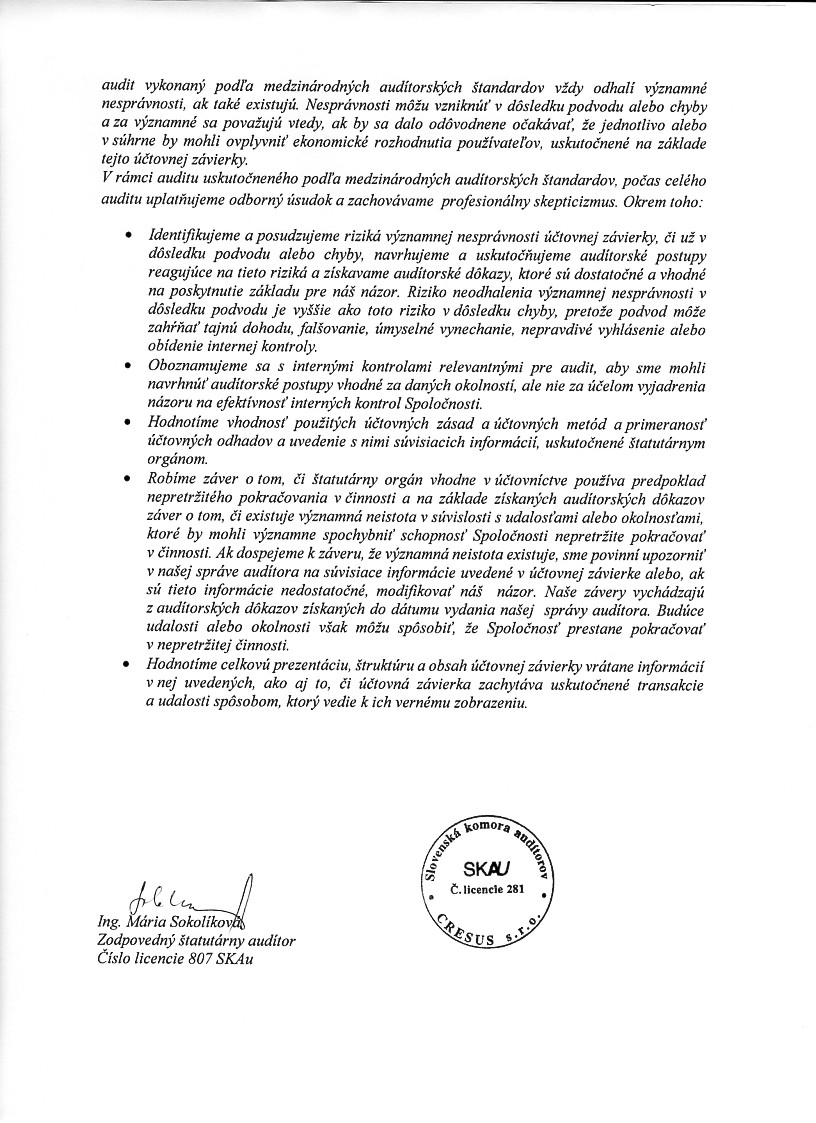 audit vykonaný podľa medzinárodných audítorských štandardov vždy odhalí významné
nesprávnosti, ak také existujú. Nesprávnosti môžu vzniknúť v dôsledku podvodu alebo chyby
a za významné sa považujú vtedy, ak by sa dalo odôvodnene očakávať, že jednotlivo alebo
v súhrne by mohli ovplyvniť ekonomické rozhodnutia používateľov, uskutočnené na základe
tejto účtovnej závierky.
V rámci auditu uskutočneného podľa medzinárodných audítorských štandardov, počas celého
auditu uplatňujeme odborný úsudok a zachovávame profesionálny skepticizmus. Okrem toho:
• Identifikujeme a posudzujeme riziká významnej nesprávnosti účtovnej závierky, či už v
dôsledku podvodu alebo chyby, navrhujeme a uskutočňujeme audítorské postupy
reagujúce na tieto riziká a získavame audítorské dôkazy, ktoré sú dostatočné a vhodné
na poskytnutie základu pre náš názor. Riziko neodhalenia významnej nesprávnosti v
dôsledku podvodu je vyššie ako toto riziko v dôsledku chyby, pretože podvod môže
zahŕňať tajnú dohodu, falšovanie, úmyselné vynechanie, nepravdivé vyhlásenie alebo
obídenie internej kontroly.
• Oboznamujeme sa s internými kontrolami relevantnými pre audit, aby sme mohli
navrhnúť audítorské postupy vhodné za daných okolností, ale nie za účelom vyjadrenia
názoru na efektívnosť interných kontrol Spoločnosti.
• Hodnotíme vhodnosť použitých účtovných zásad a účtovných metód a primeranosť
účtovných odhadov a uvedenie s nimi súvisiacich informácií, uskutočnené štatutárnym
orgánom.
• Robíme záver o tom, či štatutárny orgán vhodne v účtovníctve používa predpoklad
nepretržitého pokračovania v činnosti a na základe získaných audítorských dôkazov
záver o tom, či existuje významná neistota v súvislosti s udalosťami alebo okolnosťami,
ktoré by mohli významne spochybniť schopnosť Spoločnosti nepretržite pokračovať
v činnosti. Ak dospejeme k záveru, že významná neistota existuje, sme povinní upozorniť
v našej správe audítora na súvisiace informácie uvedené v účtovnej závierke alebo, ak
sú tieto informácie nedostatočné, modifikovať náš názor. Naše závery vychádzajú
z audítorských dôkazov získaných do dátumu vydania našej správy audítora. Budúce
udalosti alebo okolnosti však môžu spôsobiť, že Spoločnosť prestane pokračovať
v nepretržitej činnosti.
• Hodnotíme celkovú prezentáciu, štruktúru a obsah účtovnej závierky vrátane informácií
v nej uvedených, ako aj to, či účtovná závierka zachytáva uskutočnené transakcie
a udalosti spôsobom, ktorý vedie k ich vernému zobrazeniu.
Slovenská komora audítorov
SKAU
Č. licencie 281
CRESUS s.r.o.
Ing. Mária Sokolíková
Zodpovedný štatutárny audítor
Číslo licencie 807 SKAu